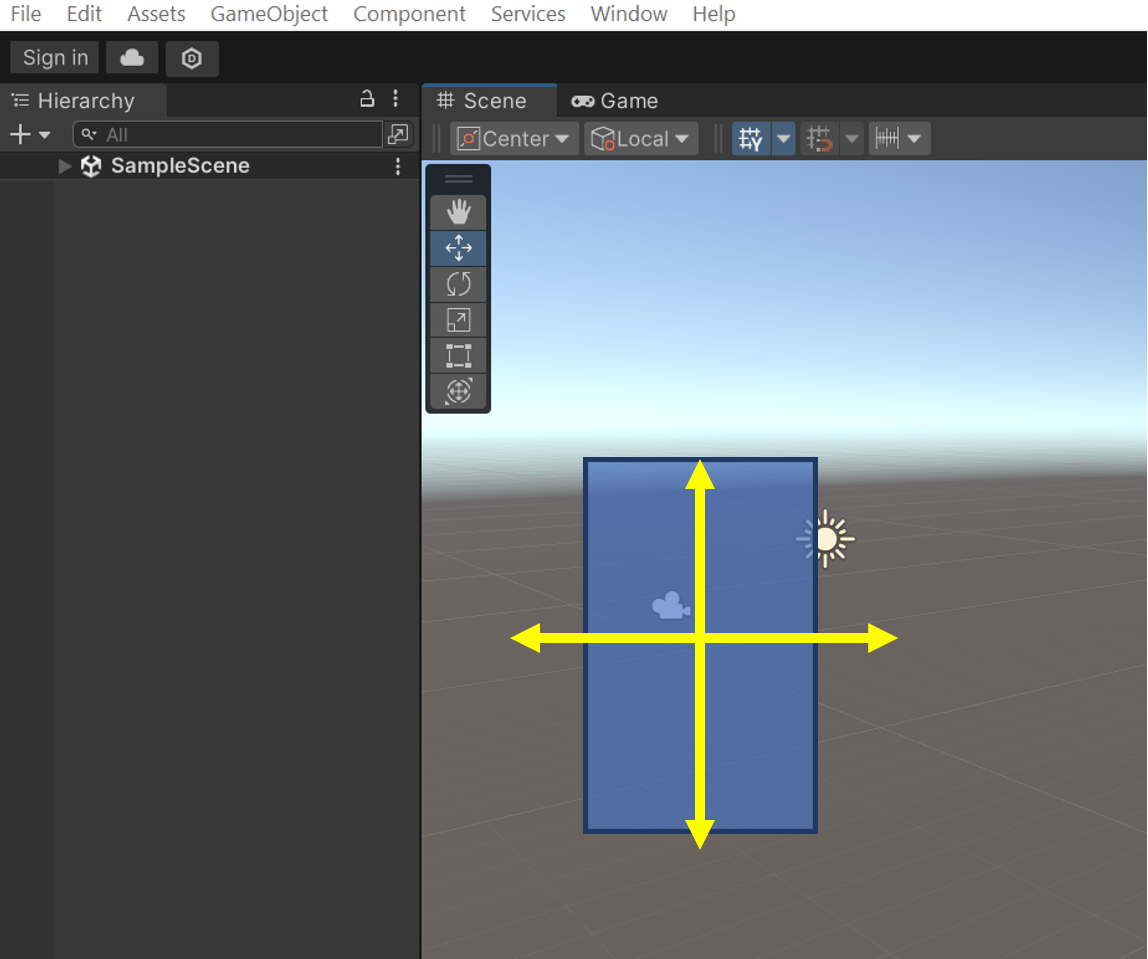 File Edit Assets GameObject Component Services Window Help
Sign in
Hierarchy
Scene Game
All
Center Local
SampleScene